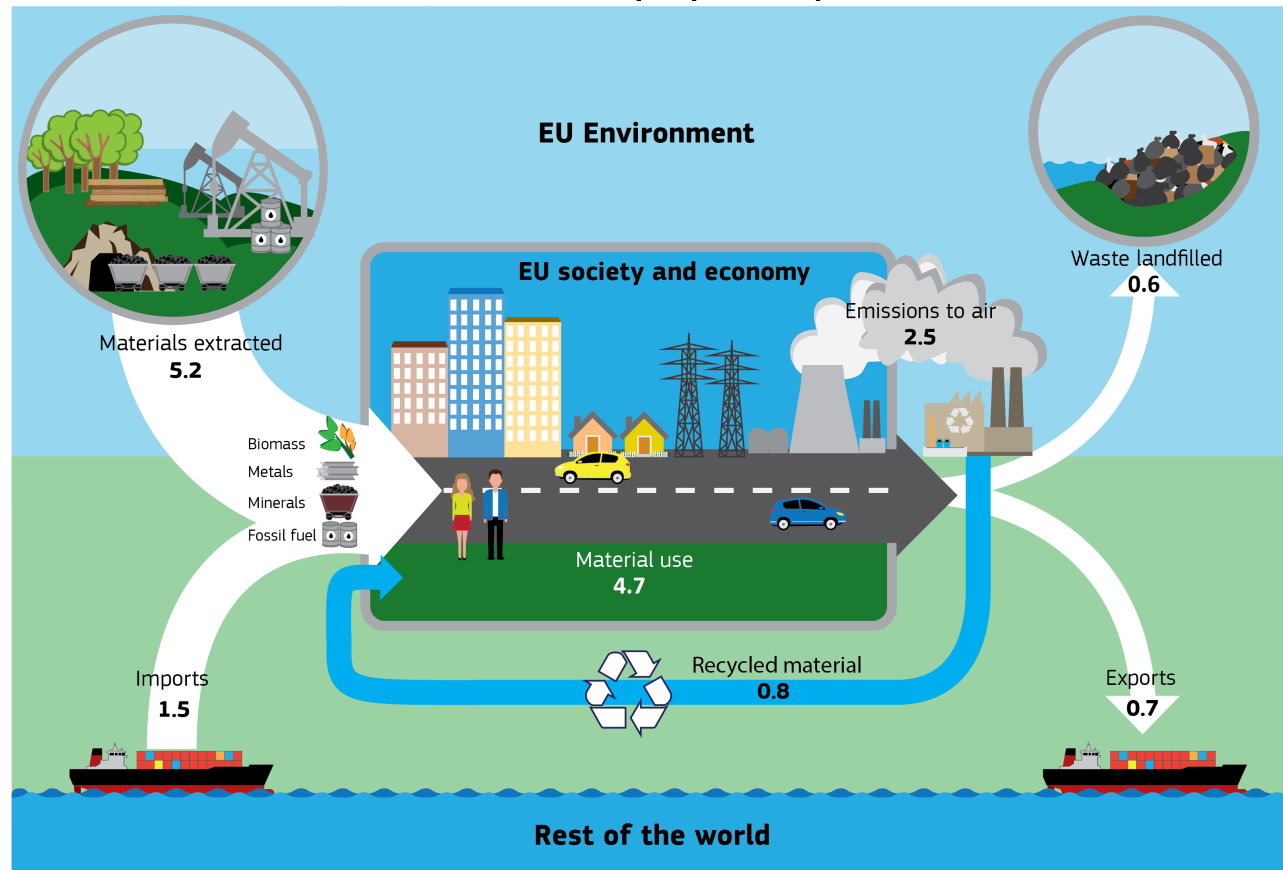 EU Environment
EU society and economy
Waste landfilled
0.6
Emissions to air
2.5
Materials extracted
5.2
Biomass
Metals
Minerals
Fossil fuel
Material use
4.7
Recycled material
0.8
Imports
1.5
Exports
0.7
Rest of the world